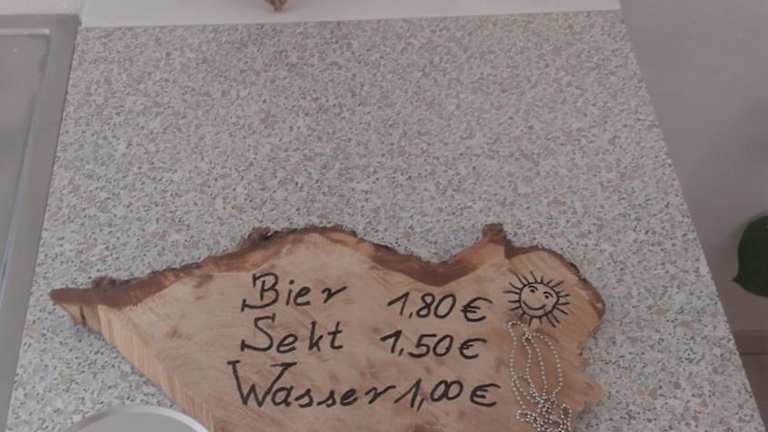 Bier 1,80 €
Sekt 1,50 €
Wasser 1,00 €